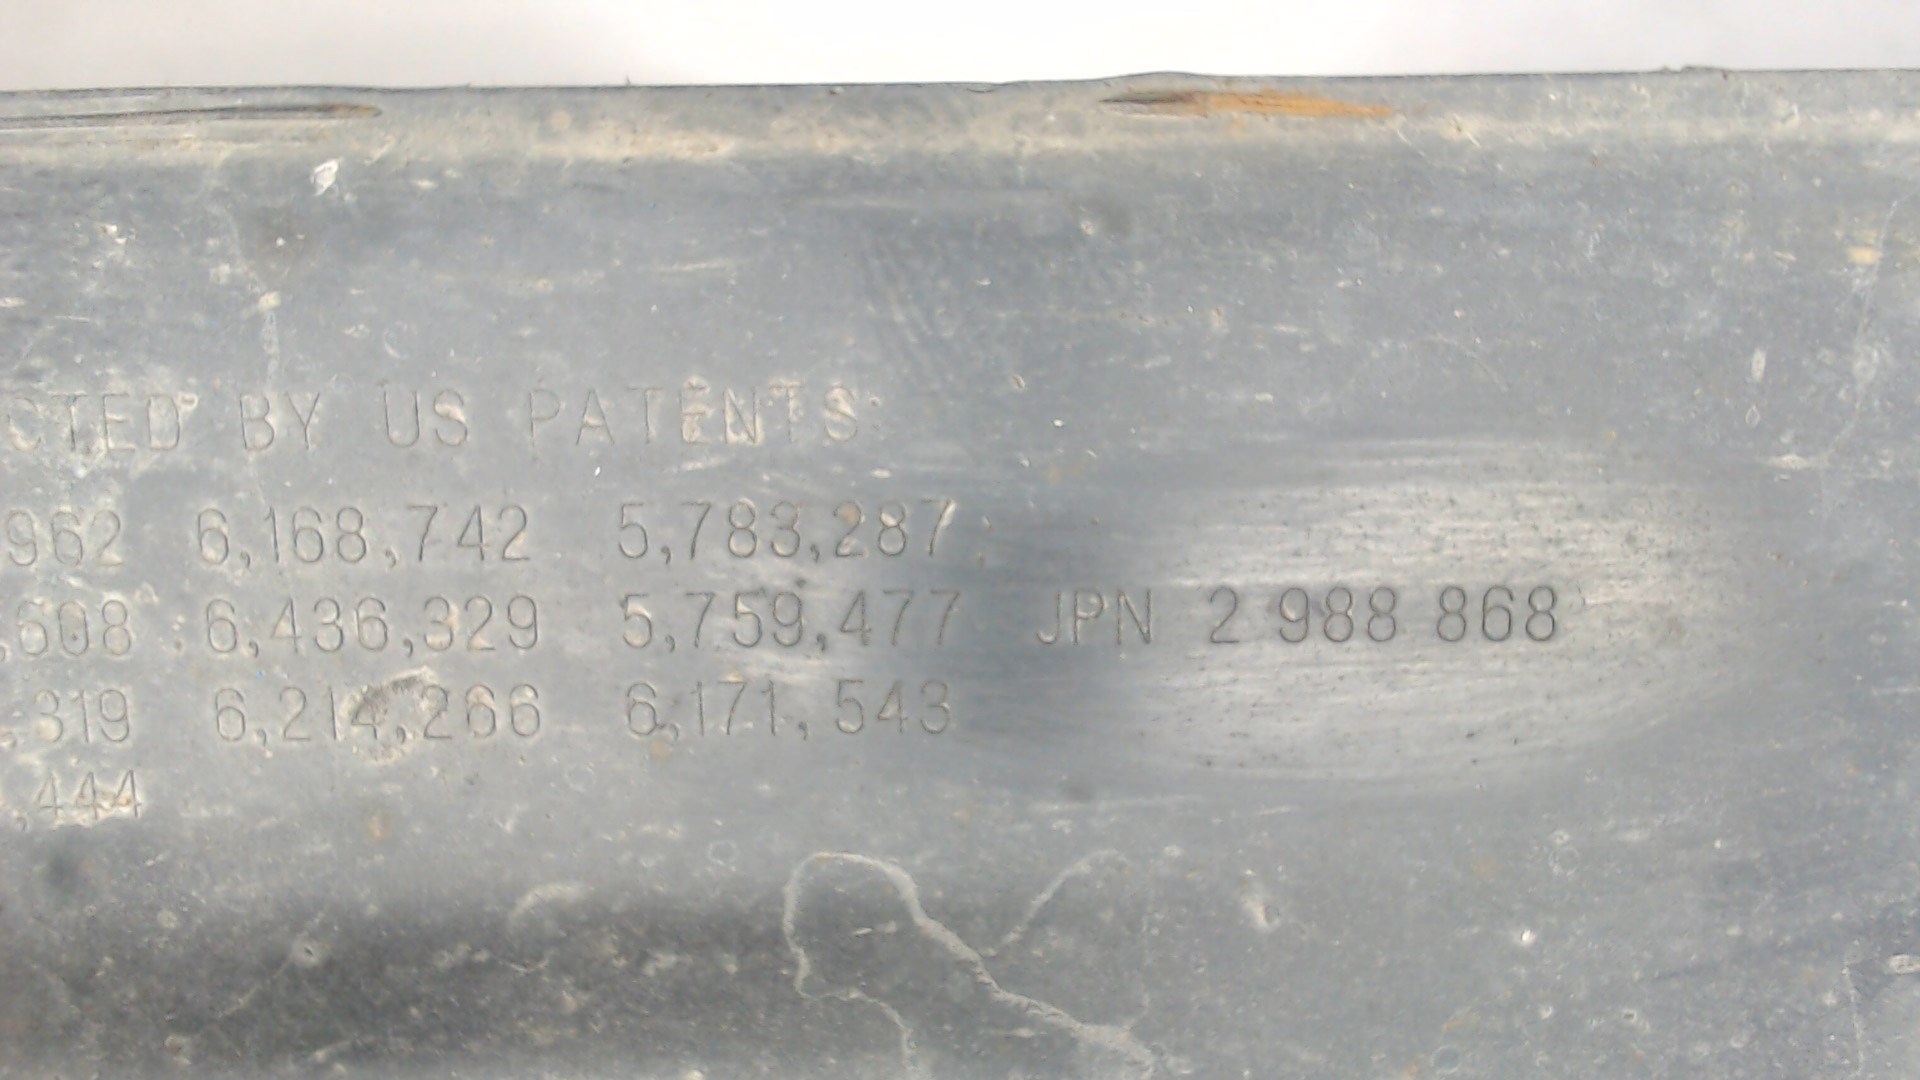 CTED BY US PATENTS:
962 6,168,742 5,783,287
,608 6,436,329 5,759,477 JPN 2 988 868
,319 6,214,266 6,171,543
,444